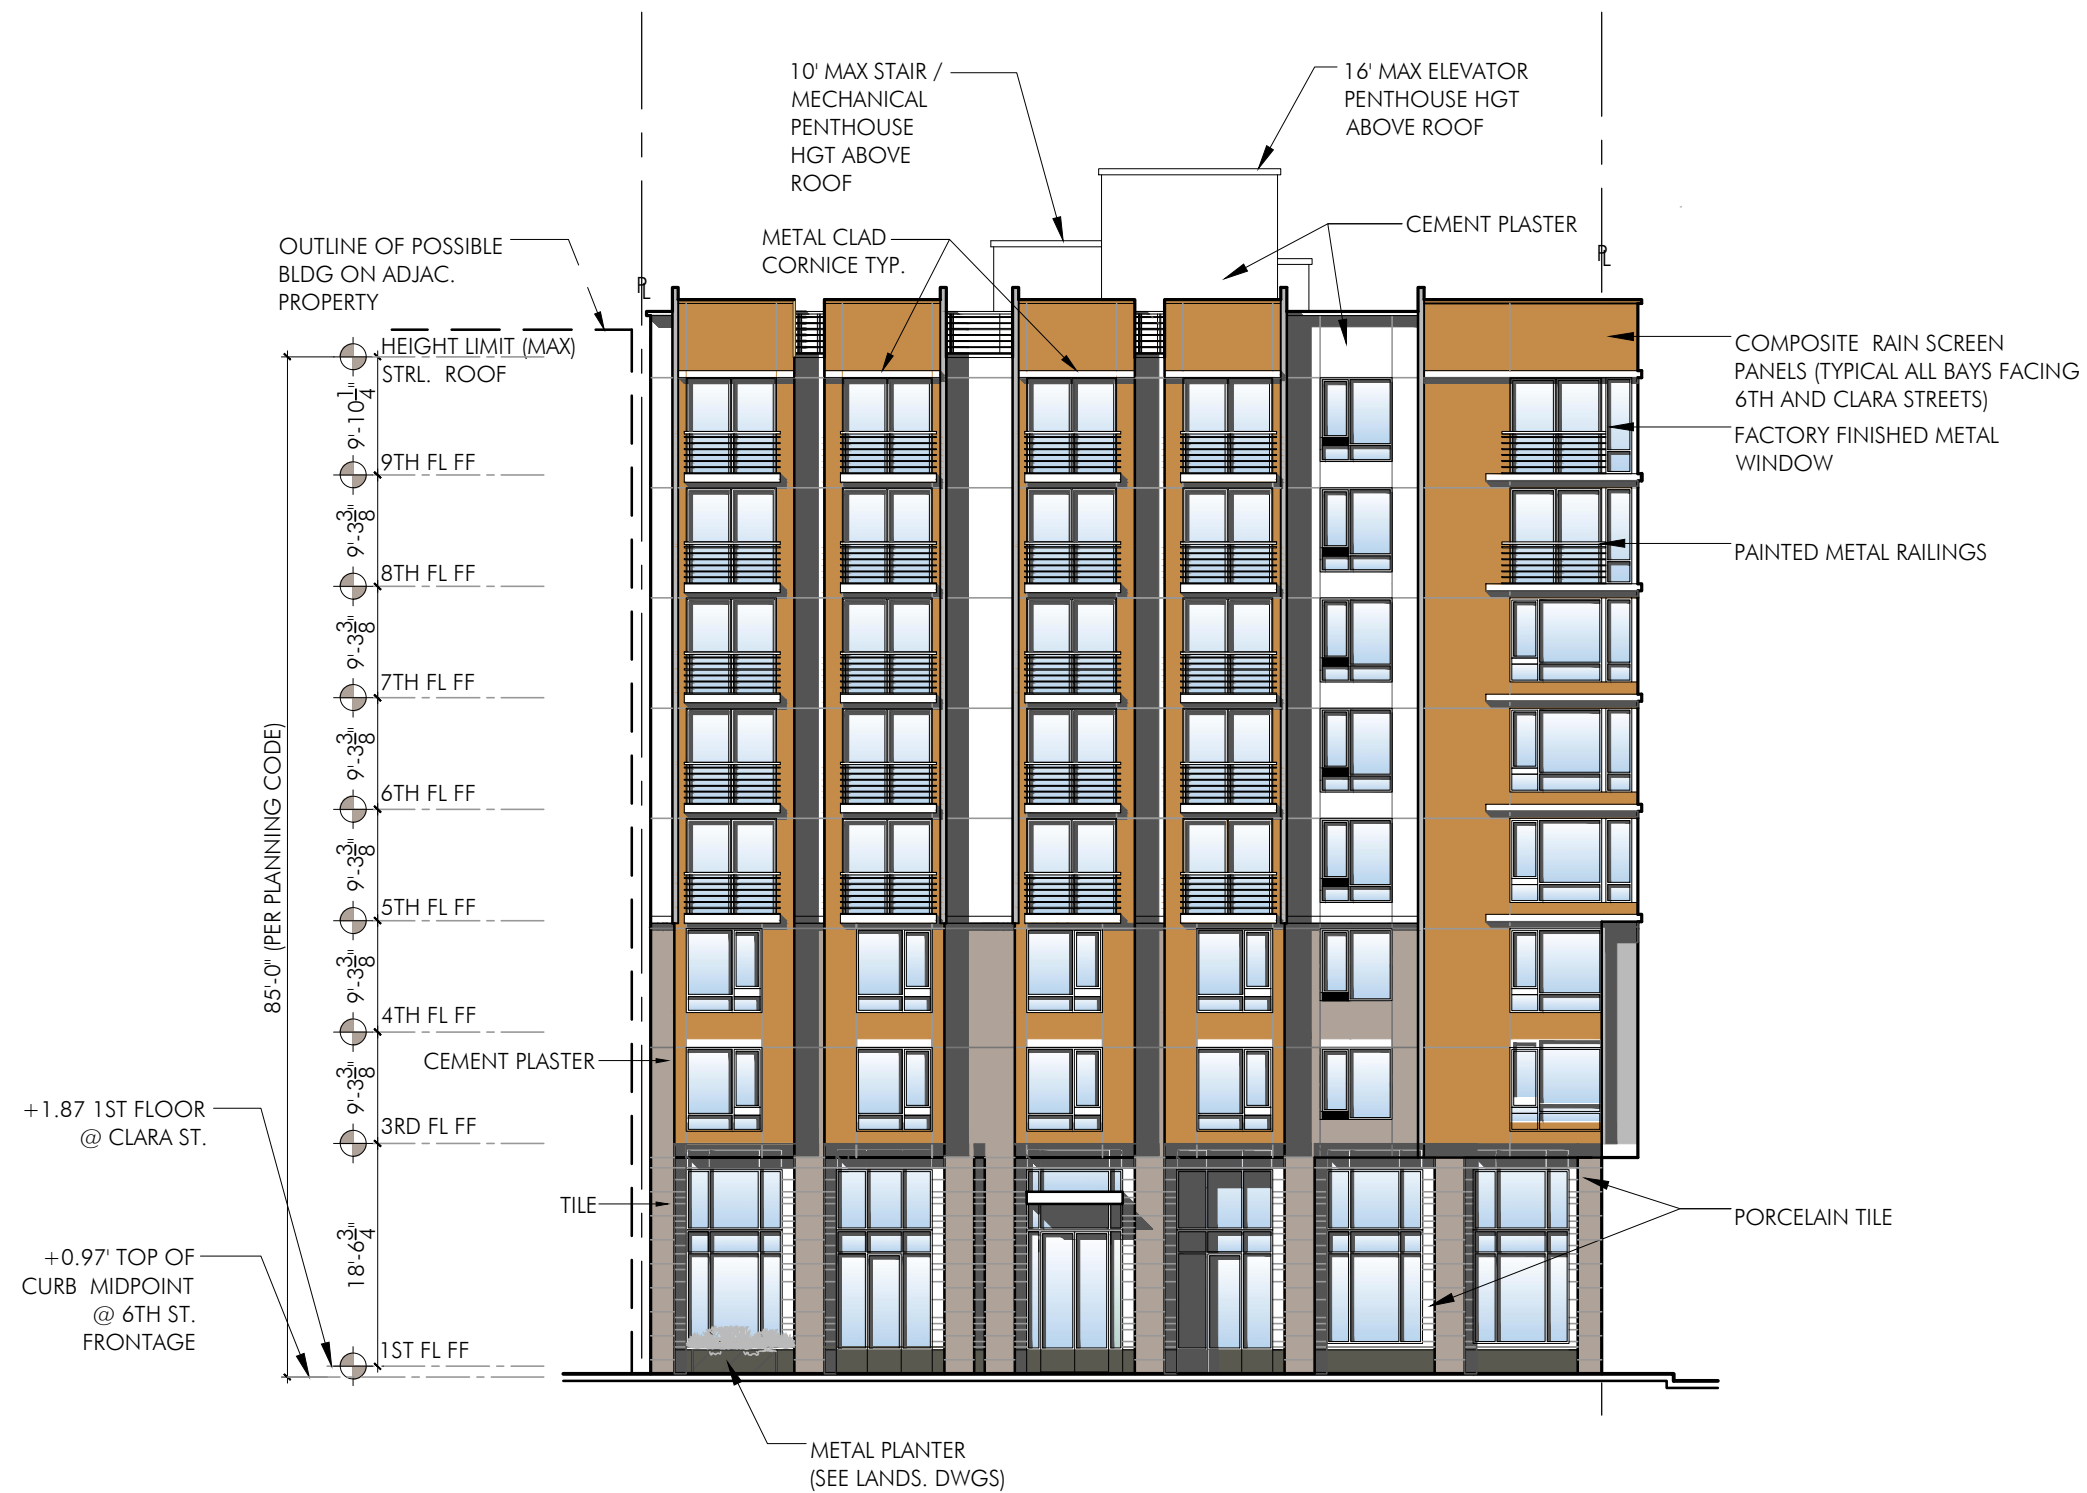 10' MAX STAIR /
MECHANICAL
PENTHOUSE
HGT ABOVE
ROOF
16' MAX ELEVATOR
PENTHOUSE HGT
ABOVE ROOF
METAL CLAD
CORNICE TYP.
CEMENT PLASTER
OUTLINE OF POSSIBLE
BLDG ON ADJAC.
PROPERTY
PL
PL
HEIGHT LIMIT (MAX)
STRL. ROOF
9'-10 1/4"
9TH FL FF
9'-3 3/8"
8TH FL FF
9'-3 3/8"
7TH FL FF
9'-3 3/8"
6TH FL FF
9'-3 3/8"
5TH FL FF
9'-3 3/8"
4TH FL FF
9'-3 3/8"
3RD FL FF
18'-6 3/4"
1ST FL FF
85'-0" (PER PLANNING CODE)
COMPOSITE RAIN SCREEN
PANELS (TYPICAL ALL BAYS FACING
6TH AND CLARA STREETS)
FACTORY FINISHED METAL
WINDOW
PAINTED METAL RAILINGS
CEMENT PLASTER
+1.87 1ST FLOOR
@ CLARA ST.
TILE
PORCELAIN TILE
+0.97' TOP OF
CURB MIDPOINT
@ 6TH ST.
FRONTAGE
METAL PLANTER
(SEE LANDS. DWGS)